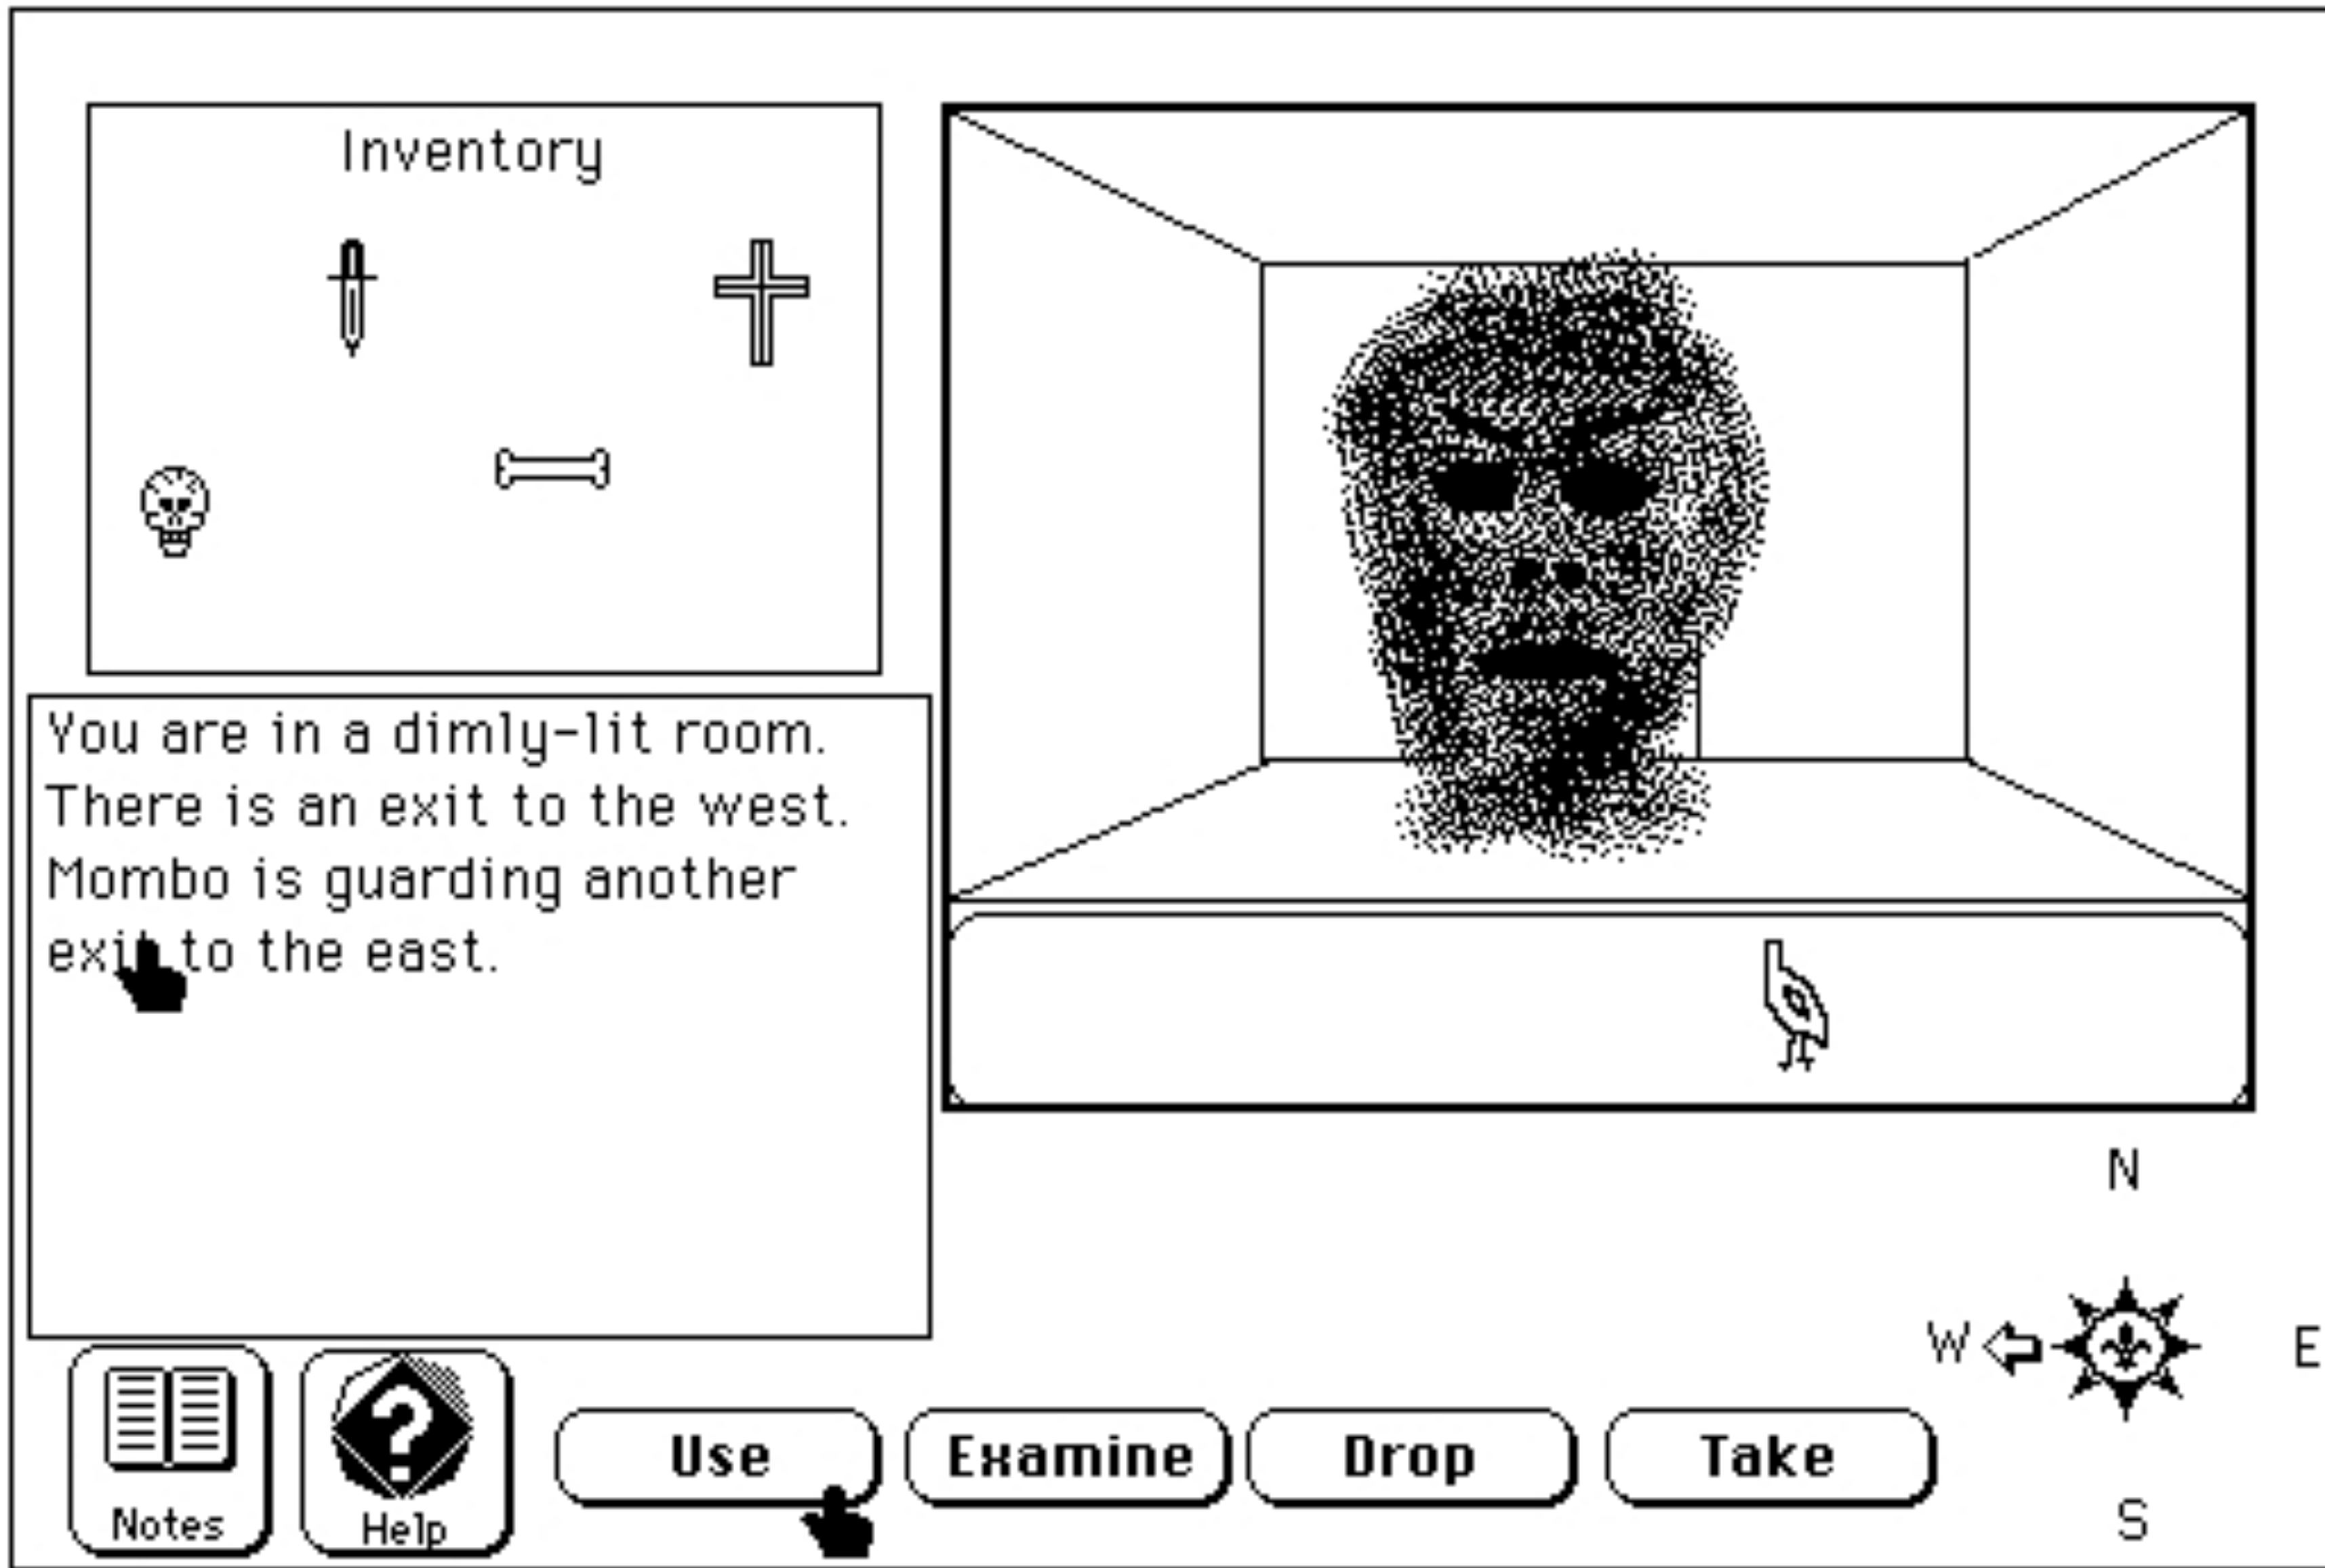 Inventory
You are in a dimly-lit room.
There is an exit to the west.
Mombo is guarding another
exit to the east.
N
W
E
S
Notes
Help
Use
Examine
Drop
Take